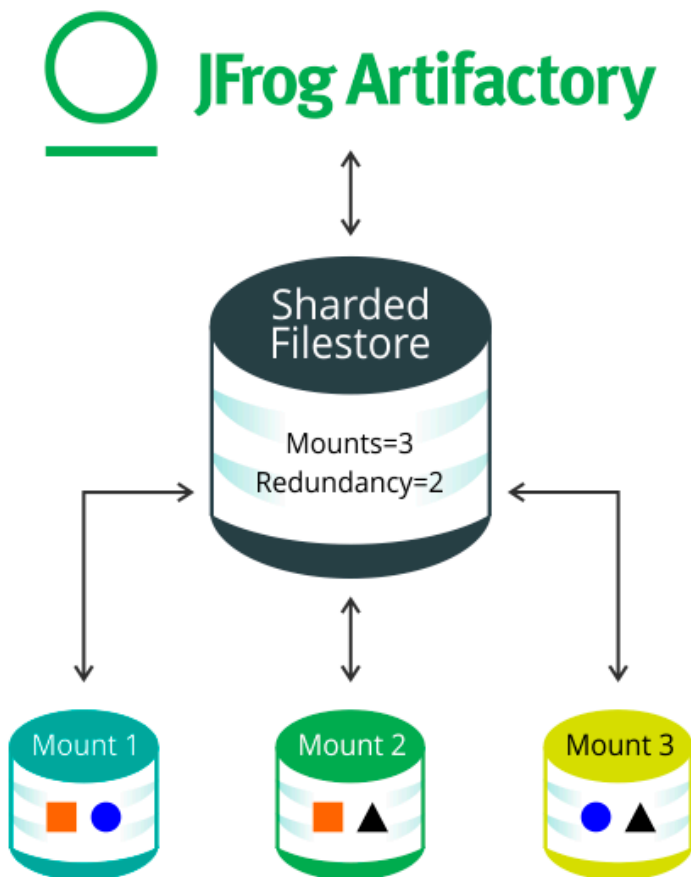 JFrog Artifactory
Sharded
Filestore
Mounts=3
Redundancy=2
Mount 1
Mount 2
Mount 3